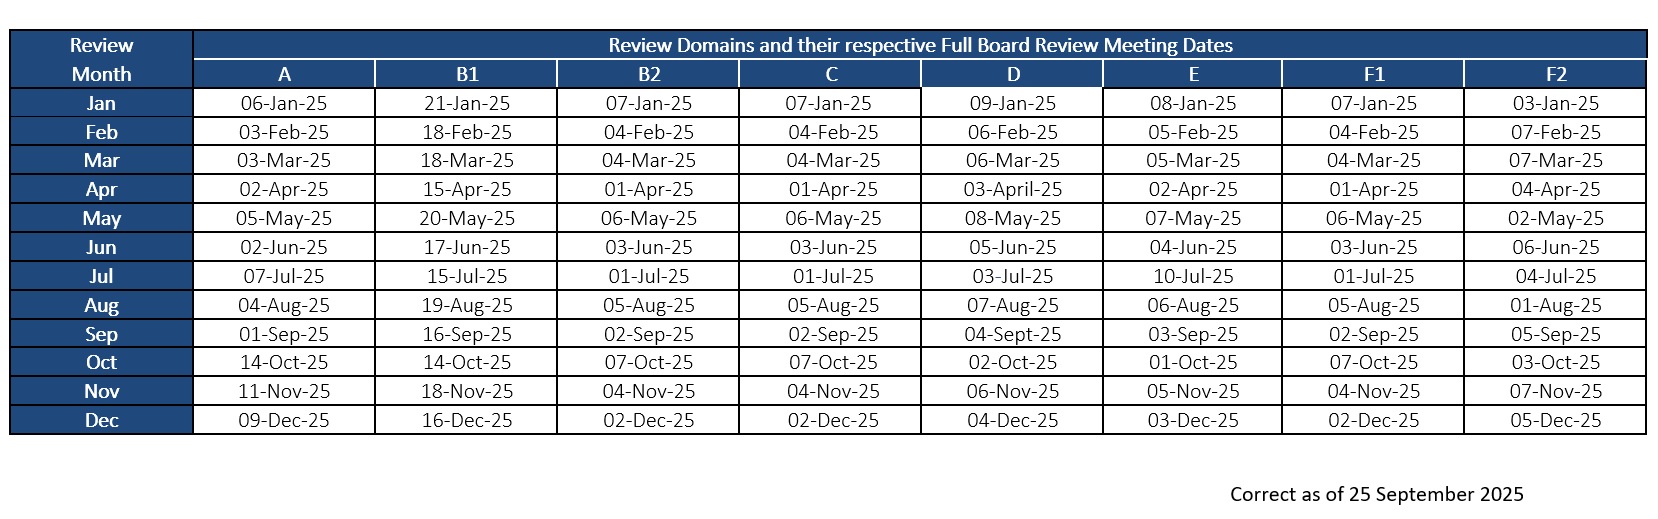 Review Month Review Domains and their respective Full Board Review Meeting Dates
A B1 B2 C D E F1 F2
Jan 06-Jan-25 21-Jan-25 07-Jan-25 07-Jan-25 09-Jan-25 08-Jan-25 07-Jan-25 03-Jan-25
Feb 03-Feb-25 18-Feb-25 04-Feb-25 04-Feb-25 06-Feb-25 05-Feb-25 04-Feb-25 07-Feb-25
Mar 03-Mar-25 18-Mar-25 04-Mar-25 04-Mar-25 06-Mar-25 05-Mar-25 04-Mar-25 07-Mar-25
Apr 02-Apr-25 15-Apr-25 01-Apr-25 01-Apr-25 03-April-25 02-Apr-25 01-Apr-25 04-Apr-25
May 05-May-25 20-May-25 06-May-25 06-May-25 08-May-25 07-May-25 06-May-25 02-May-25
Jun 02-Jun-25 17-Jun-25 03-Jun-25 03-Jun-25 05-Jun-25 04-Jun-25 03-Jun-25 06-Jun-25
Jul 07-Jul-25 15-Jul-25 01-Jul-25 01-Jul-25 03-Jul-25 10-Jul-25 01-Jul-25 04-Jul-25
Aug 04-Aug-25 19-Aug-25 05-Aug-25 05-Aug-25 07-Aug-25 06-Aug-25 05-Aug-25 01-Aug-25
Sep 01-Sep-25 16-Sep-25 02-Sep-25 02-Sep-25 04-Sept-25 03-Sep-25 02-Sep-25 05-Sep-25
Oct 14-Oct-25 14-Oct-25 07-Oct-25 07-Oct-25 02-Oct-25 01-Oct-25 07-Oct-25 03-Oct-25
Nov 11-Nov-25 18-Nov-25 04-Nov-25 04-Nov-25 06-Nov-25 05-Nov-25 04-Nov-25 07-Nov-25
Dec 09-Dec-25 16-Dec-25 02-Dec-25 02-Dec-25 04-Dec-25 03-Dec-25 02-Dec-25 05-Dec-25
Correct as of 25 September 2025